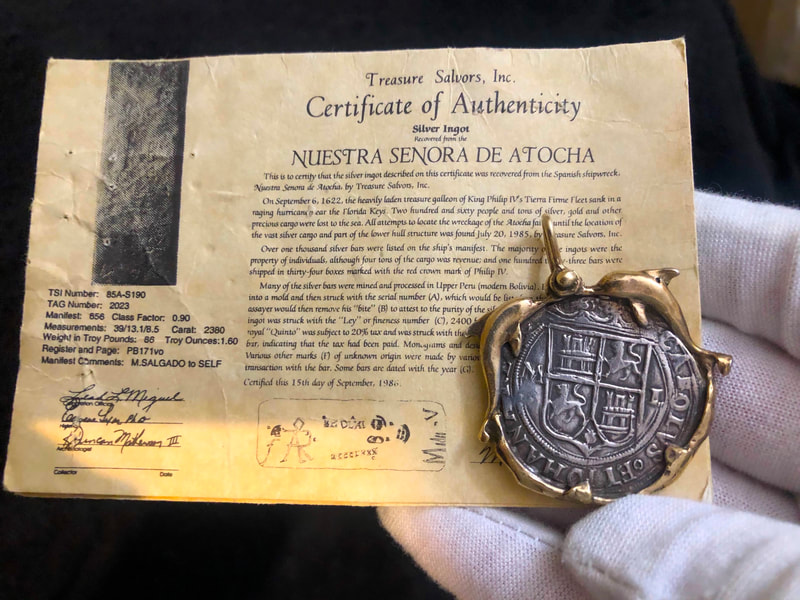 Treasure Salvors, Inc.
Certificate of Authenticity
Silver Ingot
Recovered from the
NUESTRA SENORA DE ATOCHA
This is to certify that the silver ingot described on this certificate was recovered from the Spanish shipwreck,
Nuestra Senora de Atocha, by Treasure Salvors, Inc.
On September 6, 1622, the heavily laden treasure galleon of King Philip IV's Tierra Firme Fleet sank in a
raging hurricane near the Florida Keys. Two hundred and sixty people and tons of silver, gold and other
precious cargo were lost to the sea. All attempts to locate the wreckage of the Atocha until the location of
the vast silver cargo and part of the lower hull structure was found July 20, 1985, by Treasure Salvors, Inc.
Over one thousand silver bars were listed on the ship's manifest. The majority ingots were the
property of individuals, although four tons of the cargo was revenue; and one hundred bars were
shipped in thirty-four boxes marked with the red crown mark of Philip IV.
Many of the silver bars were mined and processed in Upper Peru (modern Bolivia).
into a mold and then struck with the serial number (A), which would be
assayer would then remove his "bite" (B) to attest to the purity of the
ingot was struck with the "Ley" or fineness number (C), 2400
royal "Quinto" was subject to 20% tax and was struck with the
bar, indicating that the tax had been paid. Monograms and
Various other marks (F) of unknown origin were made by
transaction with the bar. Some bars are dated with the year (G).
Certified this 15th day of September, 1986.
TSI Number: 85A-S190
TAG Number: 2023
Manifest: 656 Class Factor: 0.90
Measurements: 39/13.1/8.5 Carat: 2380
Weight in Troy Pounds: 86 Troy Ounces: 1.60
Register and Page: PB171vo
Manifest Comments: M.SALGADO to SELF
Duncan Mathewson III
Archaeologist
Collector Date
M